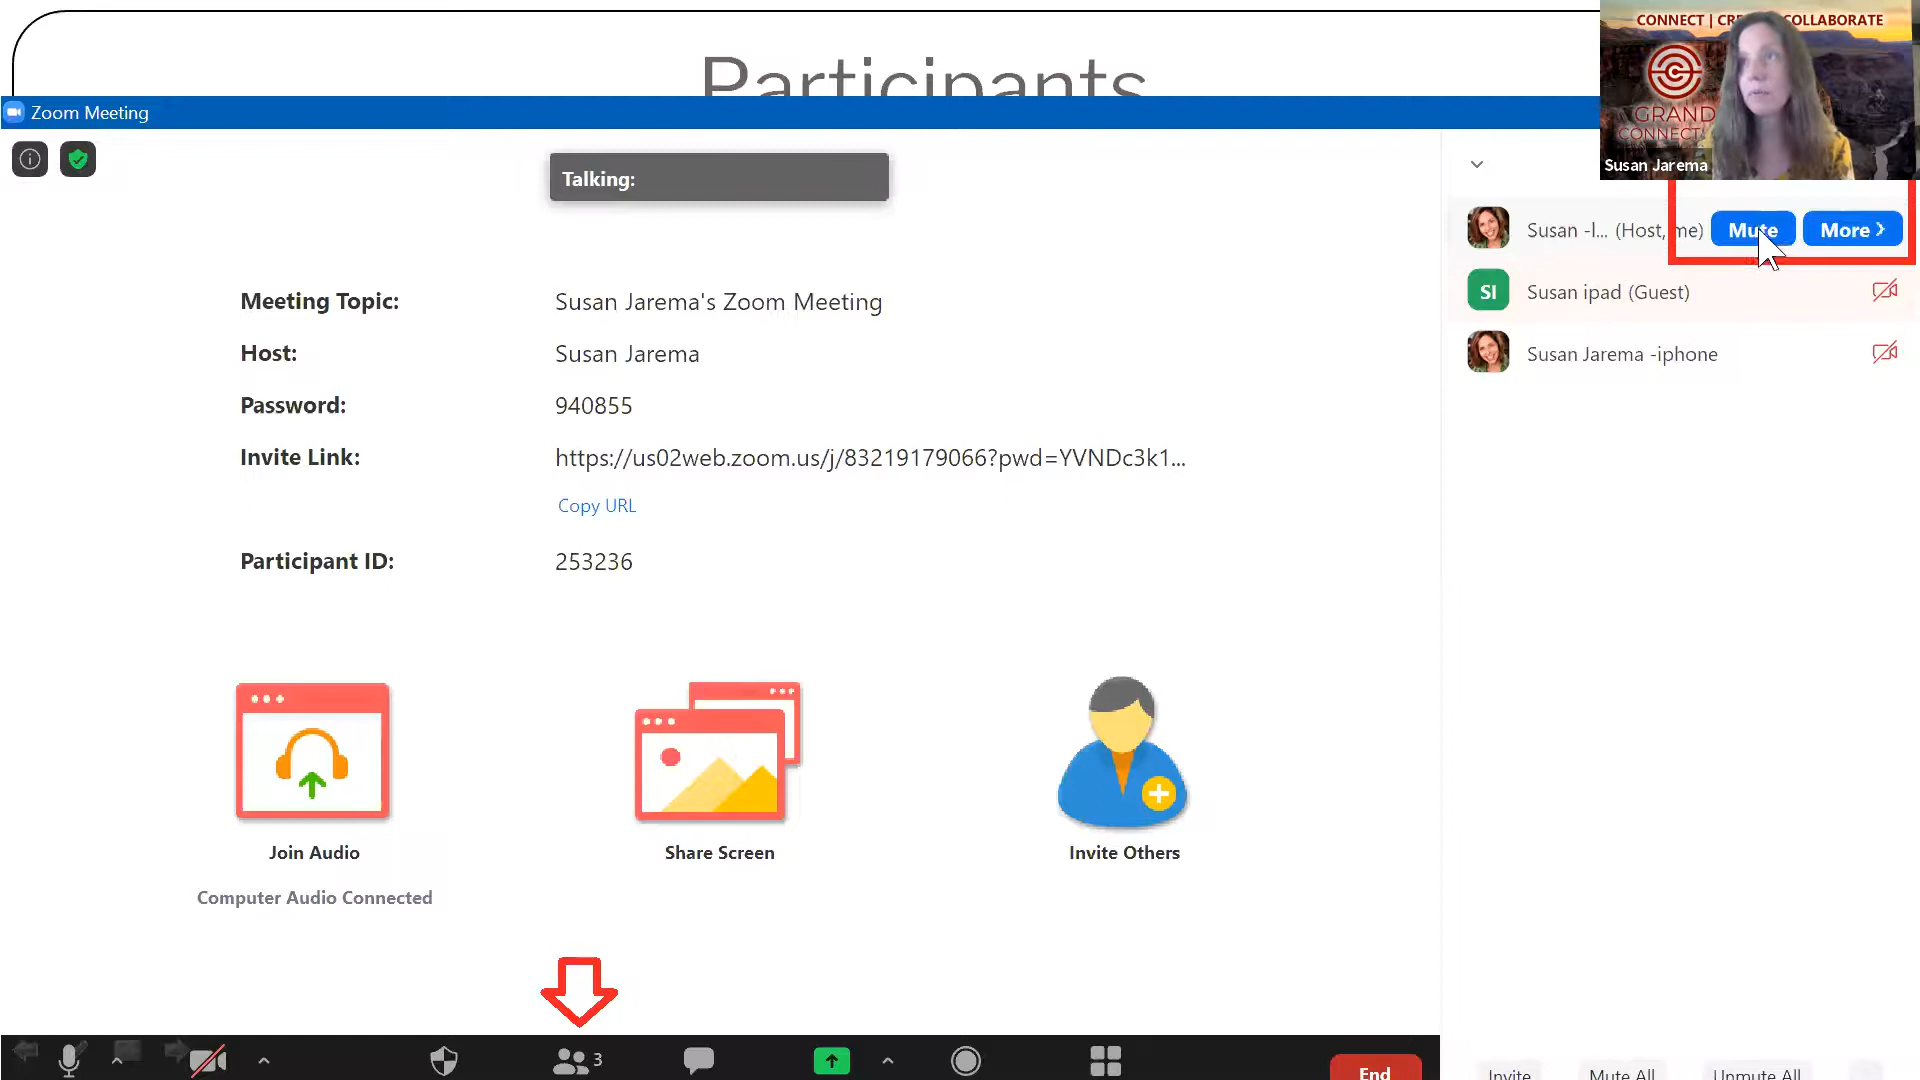 Participants
CONNECT | CRE
COLLABORATE
GRAND
CONNECT
Susan Jarema
Zoom Meeting
Talking:
Susan -l... (Host, me)
Mute
More
SI
Susan ipad (Guest)
Susan Jarema -iphone
Meeting Topic:
Susan Jarema's Zoom Meeting
Host:
Susan Jarema
Password:
940855
Invite Link:
https://us02web.zoom.us/j/83219179066?pwd=YVNDc3k1...
Copy URL
Participant ID:
253236
Join Audio
Share Screen
Invite Others
Computer Audio Connected
3
End
Invite
Mute All
Unmute All